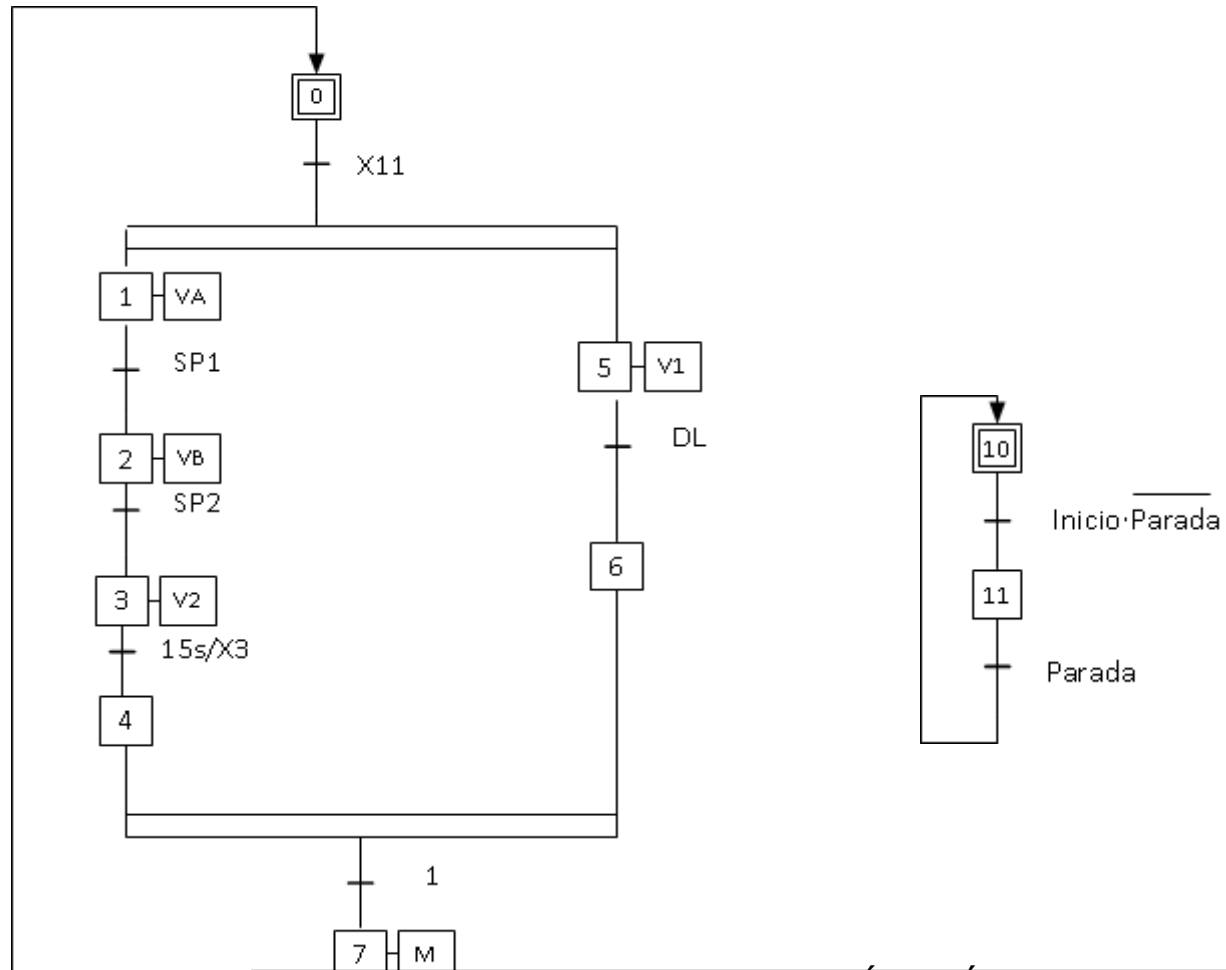 0
X11
1 VA
SP1
5 V1
DL
2 VB
SP2
10
Inicio·Parada
6
3 V2
11
15s/X3
Parada
4
1
7 M